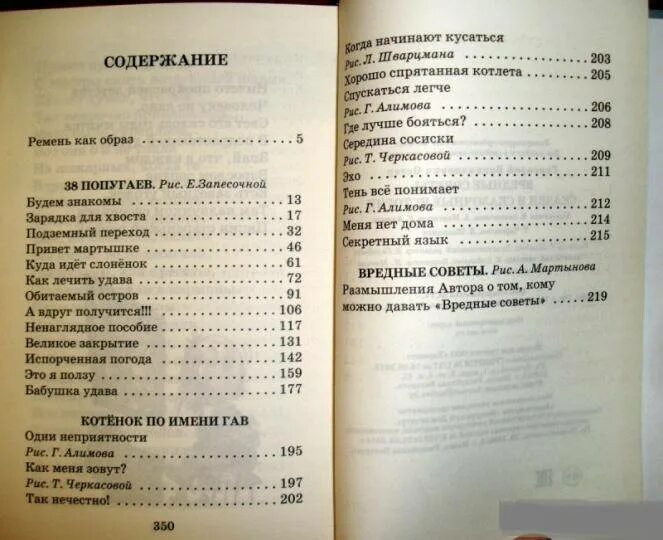 СОДЕРЖАНИЕ
Ремень как образ ..................... 5
38 ПОПУГАЕВ. Рис. Е.Запесочной
Будем знакомы ..................... 13
Зарядка для хвоста ..................... 17
Подземный переход ..................... 32
Привет мартышке ..................... 46
Куда идёт слонёнок ..................... 61
Как лечить удава ..................... 72
Обитаемый остров ..................... 91
А вдруг получится!!! ..................... 106
Ненаглядное пособие ..................... 117
Великое закрытие ..................... 131
Испорченная погода ..................... 142
Это я ползу ..................... 159
Бабушка удава ..................... 177
КОТЁНОК ПО ИМЕНИ ГАВ
Одни неприятности
Рис. Г. Алимова ..................... 195
Как меня зовут?
Рис. Т. Черкасовой ..................... 197
Так нечестно! ..................... 202
350
Когда начинают кусаться
Рис. Л. Шварцмана ..................... 203
Хорошо спрятанная котлета ........ 205
Спускаться легче
Рис. Г. Алимова ..................... 206
Где лучше бояться? ..................... 208
Середина сосиски
Рис. Т. Черкасовой ..................... 209
Эхо ..................... 211
Тень всё понимает
Рис. Г. Алимова ..................... 212
Меня нет дома ..................... 214
Секретный язык ..................... 215
ВРЕДНЫЕ СОВЕТЫ. Рис. А. Мартынова
Размышления Автора о том, кому
можно давать «Вредные советы» ..... 219